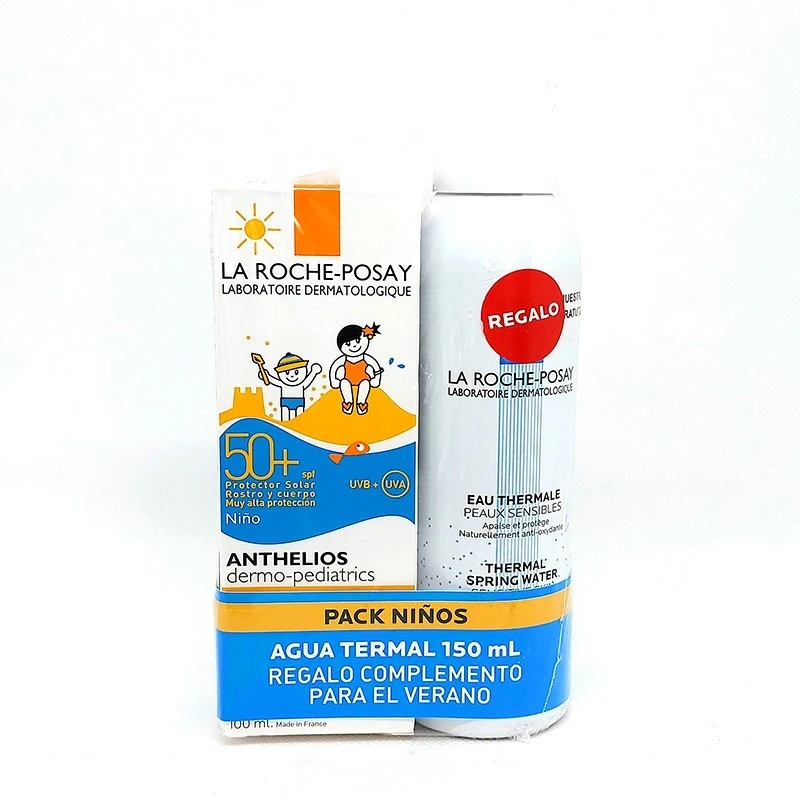 LA ROCHE-POSAY
LABORATOIRE DERMATOLOGIQUE
50+ spf
Protector Solar
Rostro y cuerpo
Muy alta protección
Niño
UVB + UVA
ANTHELIOS
dermo-pediatrics
REGALO
LA ROCHE-POSAY
LABORATOIRE DERMATOLOGIQUE
EAU THERMALE
PEAUX SENSIBLES
Apaise et protège
Naturellement anti-oxydante
THERMAL
SPRING WATER
PACK NIÑOS
AGUA TERMAL 150 mL
REGALO COMPLEMENTO
PARA EL VERANO
100 ml. Made in France